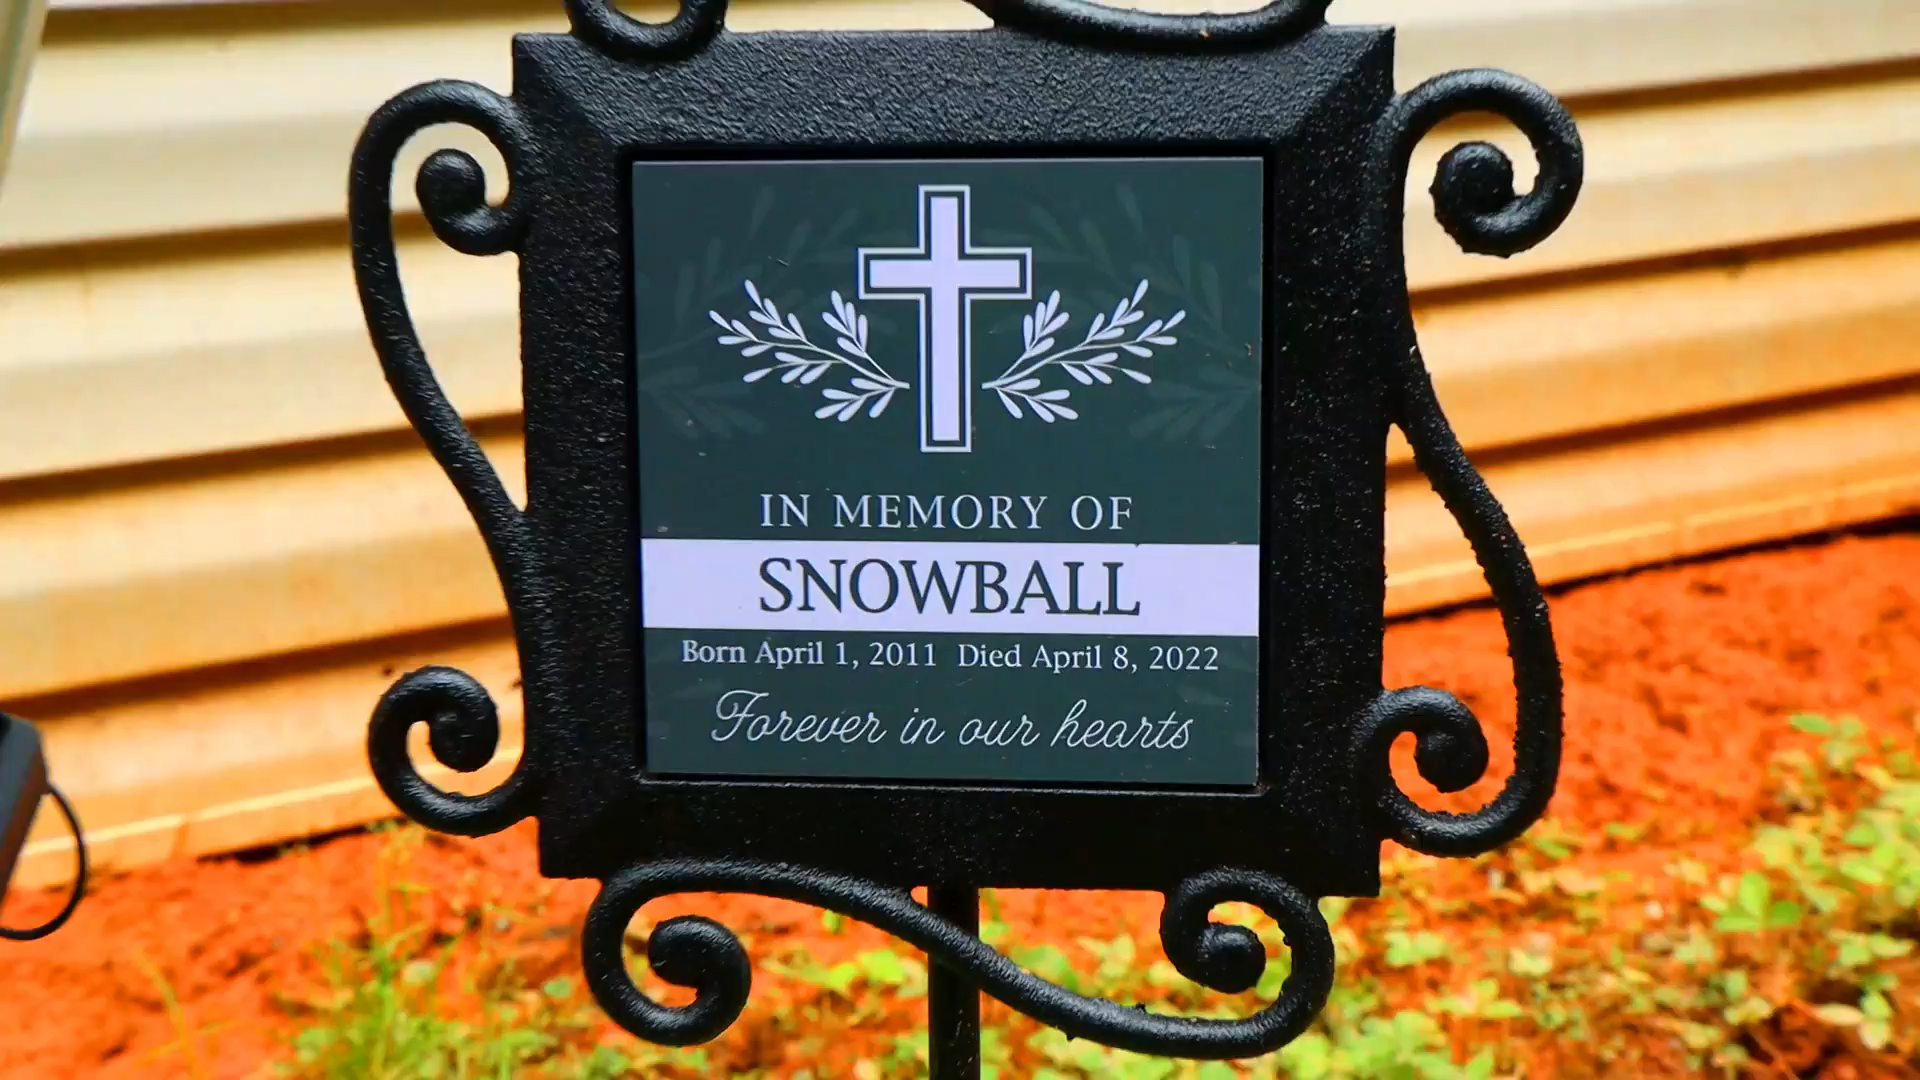 IN MEMORY OF
SNOWBALL
Born April 1, 2011 Died April 8, 2022
Forever in our hearts